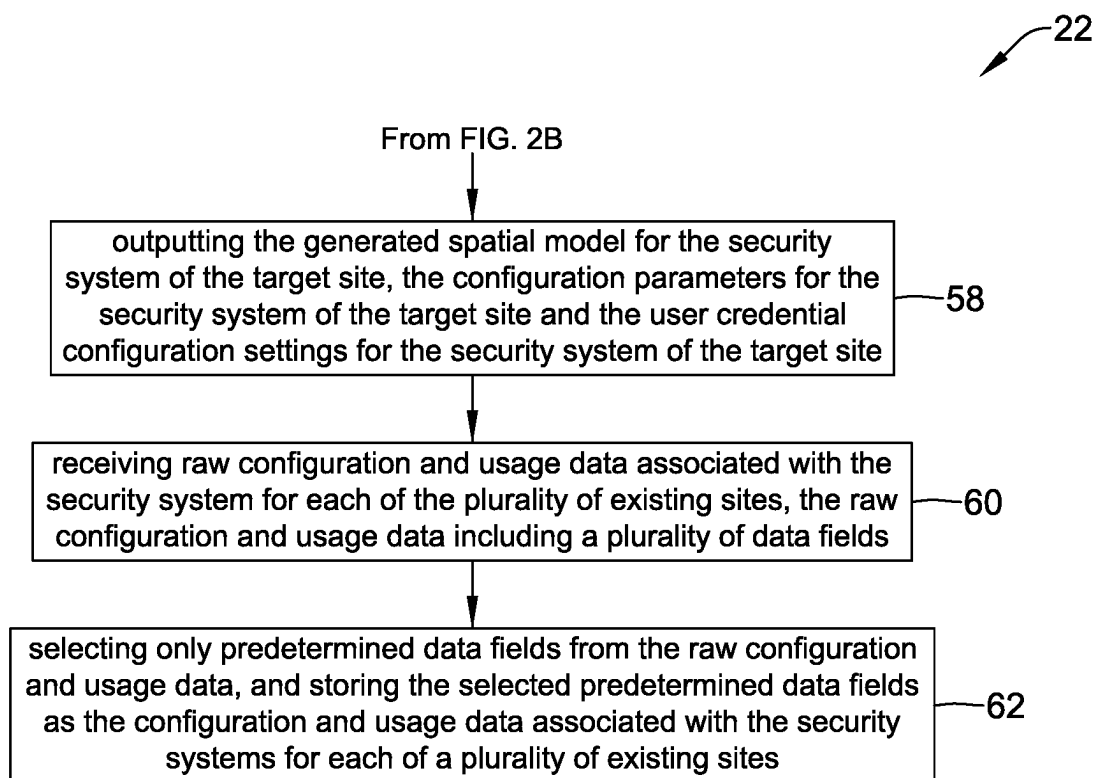 22
From FIG. 2B
outputting the generated spatial model for the security
system of the target site, the configuration parameters for the
security system of the target site and the user credential
configuration settings for the security system of the target site
58
receiving raw configuration and usage data associated with the
security system for each of the plurality of existing sites, the raw
configuration and usage data including a plurality of data fields
60
selecting only predetermined data fields from the raw configuration
and usage data, and storing the selected predetermined data fields
as the configuration and usage data associated with the security
systems for each of a plurality of existing sites
62